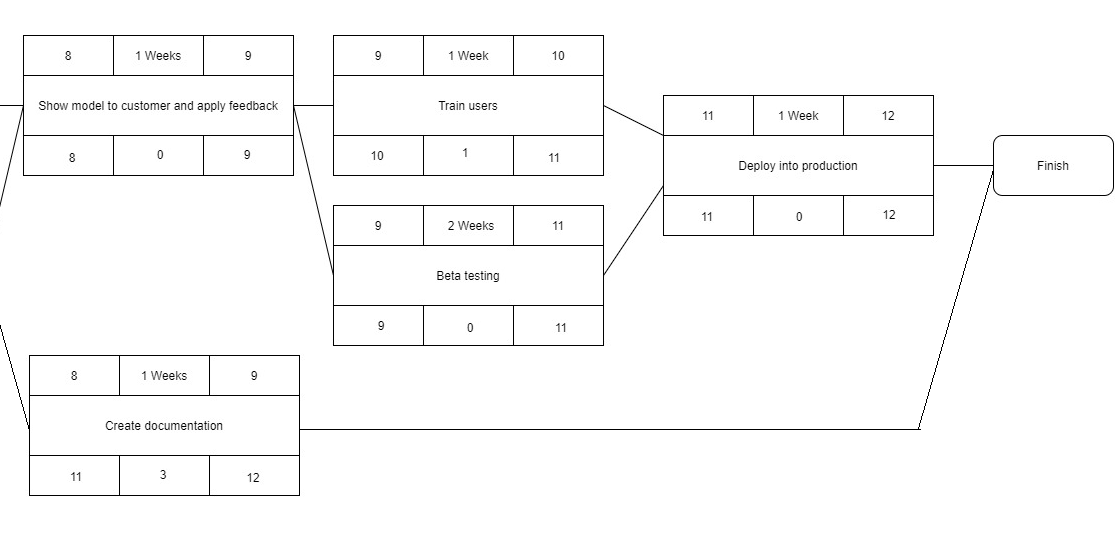 8 1 Weeks 9
Show model to customer and apply feedback
8 0 9
9 1 Week 10
Train users
10 1 11
9 2 Weeks 11
Beta testing
9 0 11
11 1 Week 12
Deploy into production
11 0 12
Finish
8 1 Weeks 9
Create documentation
11 3 12